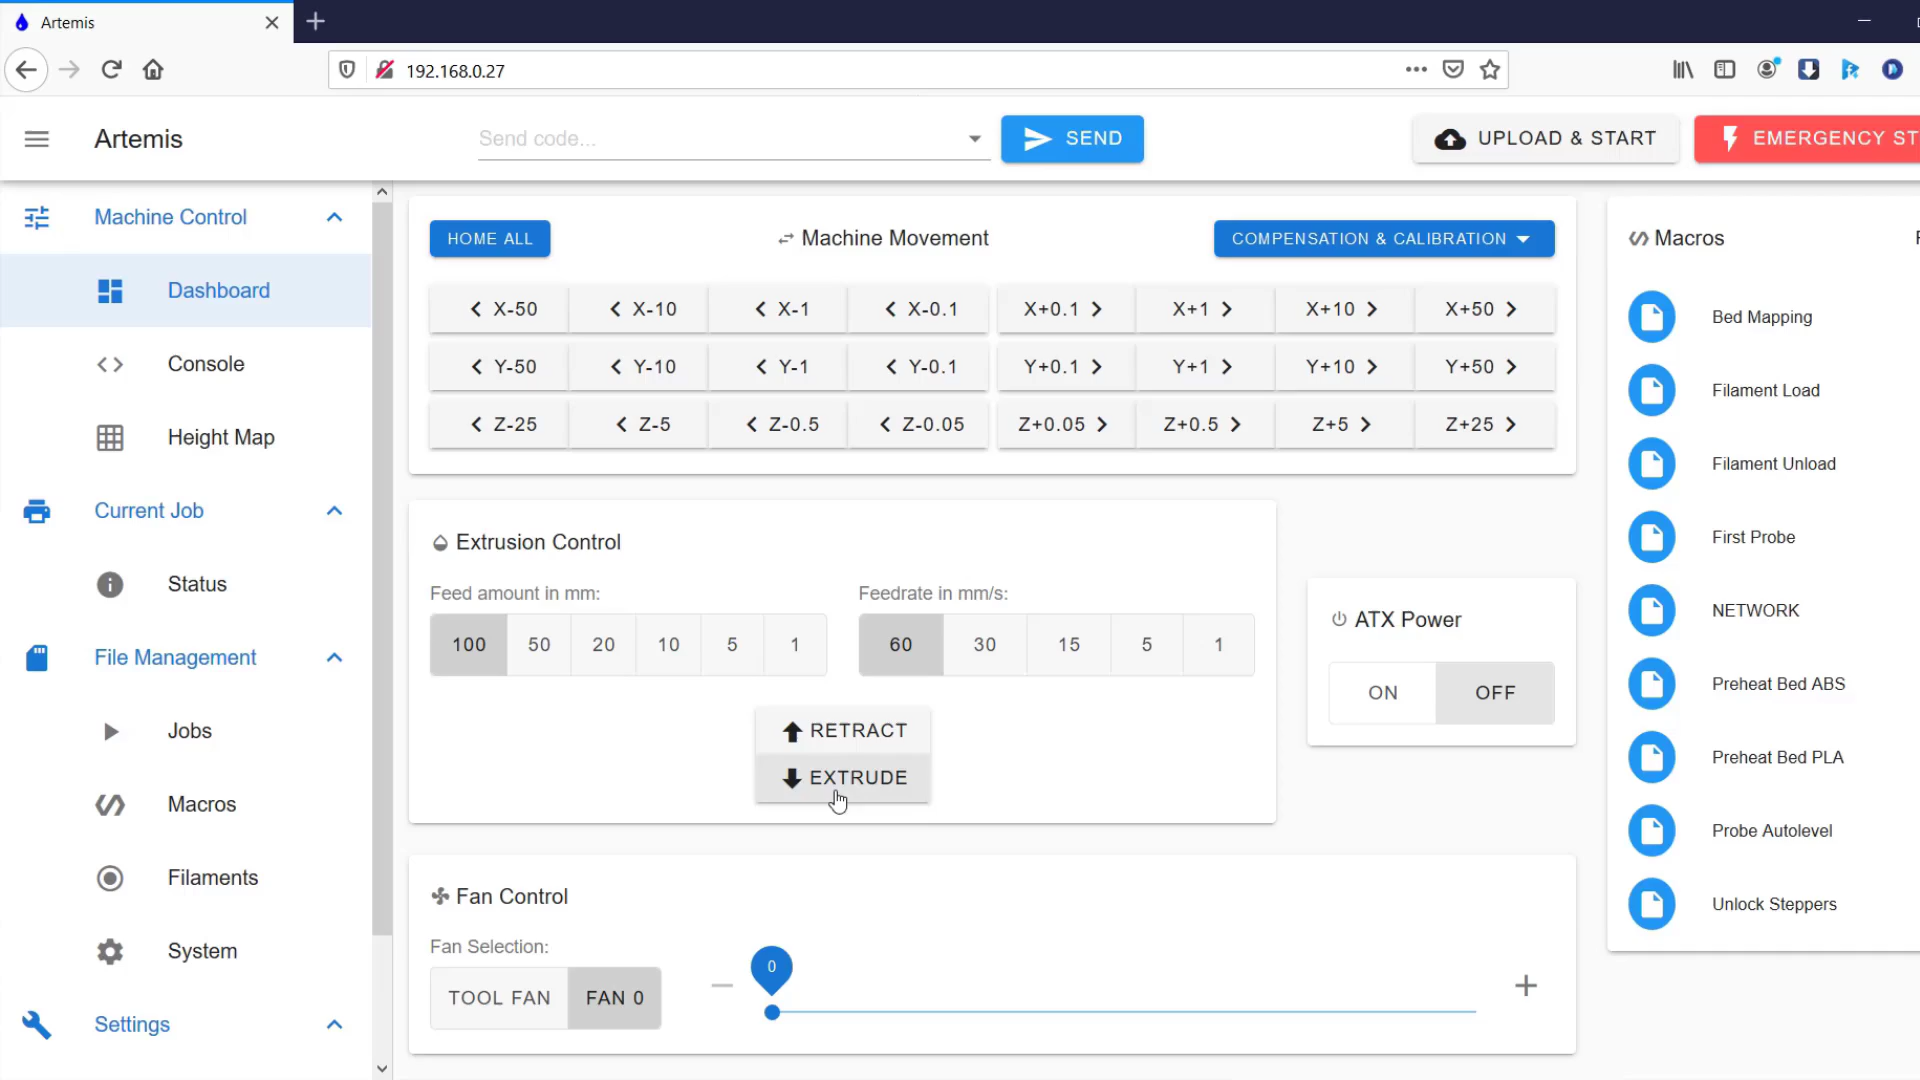 Artemis
192.168.0.27
Artemis
Send code...
SEND
UPLOAD & START
EMERGENCY ST
Machine Control
Dashboard
Console
Height Map
Current Job
Status
File Management
Jobs
Macros
Filaments
System
Settings
HOME ALL
Machine Movement
COMPENSATION & CALIBRATION
X-50 X-10 X-1 X-0.1 X+0.1 X+1 X+10 X+50
Y-50 Y-10 Y-1 Y-0.1 Y+0.1 Y+1 Y+10 Y+50
Z-25 Z-5 Z-0.5 Z-0.05 Z+0.05 Z+0.5 Z+5 Z+25
Extrusion Control
Feed amount in mm:
100 50 20 10 5 1
Feedrate in mm/s:
60 30 15 5 1
RETRACT
EXTRUDE
ATX Power
ON OFF
Fan Control
Fan Selection:
TOOL FAN FAN 0
0
Macros
Bed Mapping
Filament Load
Filament Unload
First Probe
NETWORK
Preheat Bed ABS
Preheat Bed PLA
Probe Autolevel
Unlock Steppers